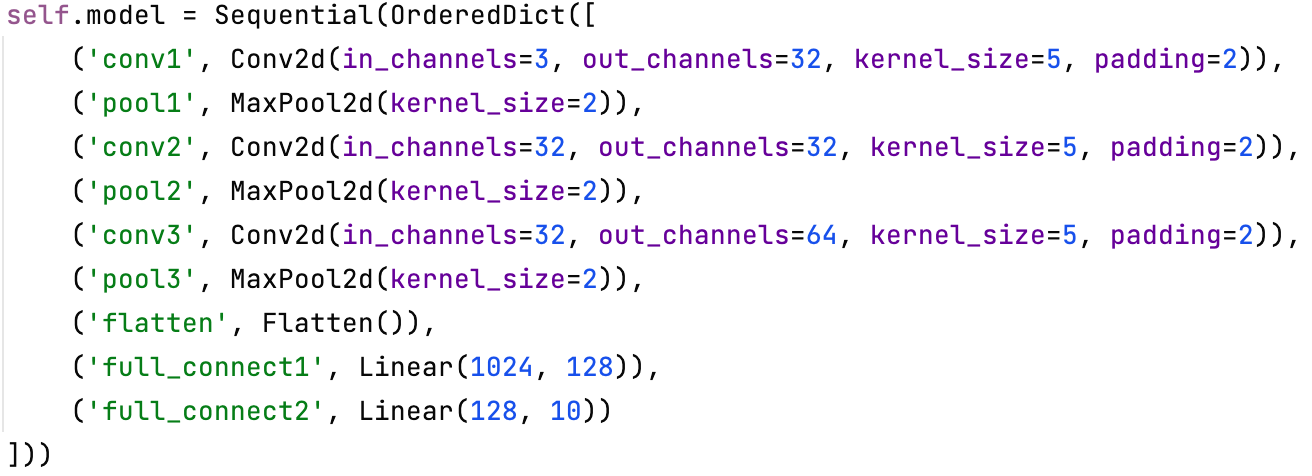 self.model = Sequential(OrderedDict([
    ('conv1', Conv2d(in_channels=3, out_channels=32, kernel_size=5, padding=2)),
    ('pool1', MaxPool2d(kernel_size=2)),
    ('conv2', Conv2d(in_channels=32, out_channels=32, kernel_size=5, padding=2)),
    ('pool2', MaxPool2d(kernel_size=2)),
    ('conv3', Conv2d(in_channels=32, out_channels=64, kernel_size=5, padding=2)),
    ('pool3', MaxPool2d(kernel_size=2)),
    ('flatten', Flatten()),
    ('full_connect1', Linear(1024, 128)),
    ('full_connect2', Linear(128, 10))
]))